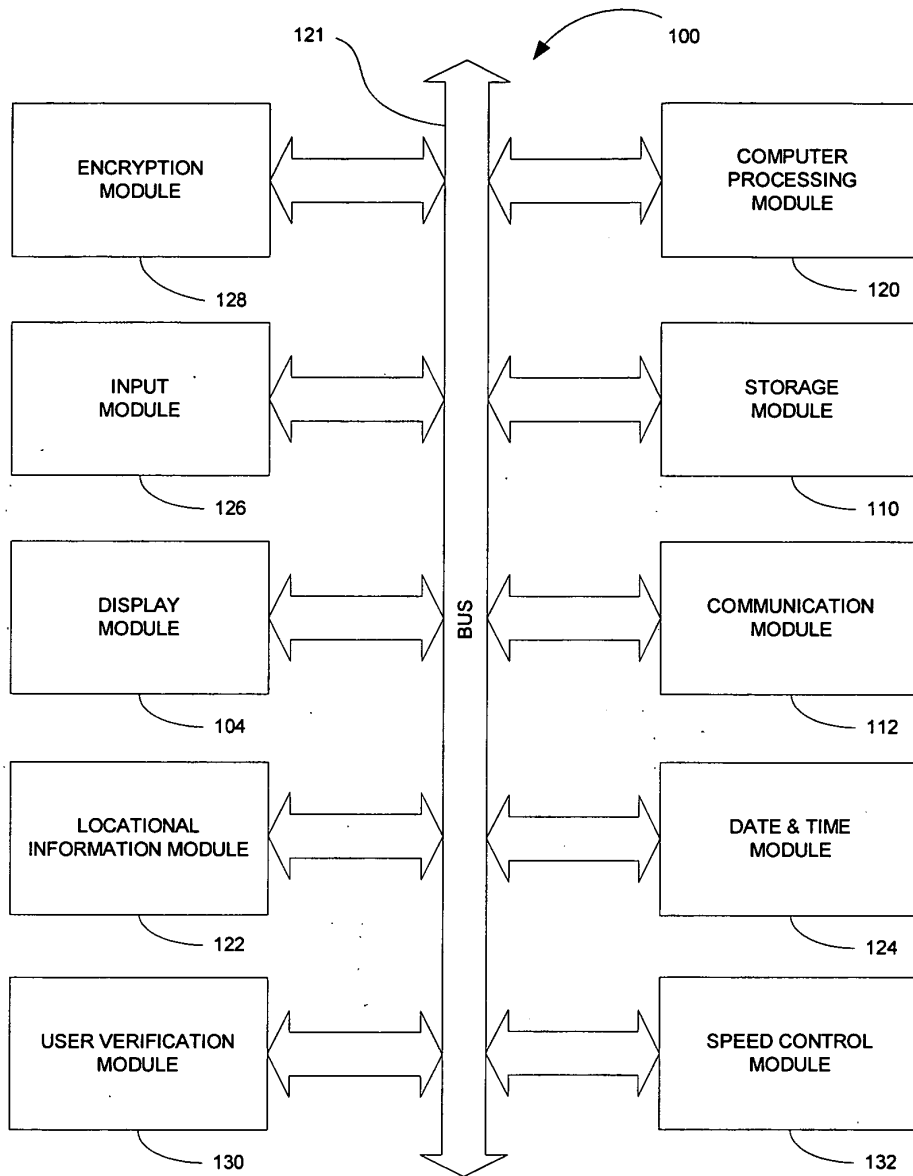 121
100
ENCRYPTION
MODULE
128
COMPUTER
PROCESSING
MODULE
120
INPUT
MODULE
126
STORAGE
MODULE
110
DISPLAY
MODULE
104
BUS
COMMUNICATION
MODULE
112
LOCATIONAL
INFORMATION MODULE
122
DATE & TIME
MODULE
124
USER VERIFICATION
MODULE
130
SPEED CONTROL
MODULE
132